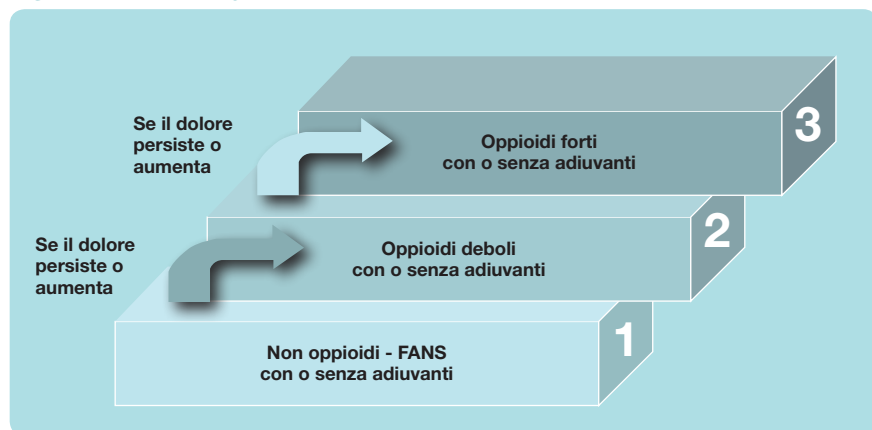 Se il dolore
persiste o
aumenta
Oppioidi forti
con o senza adiuvanti
3
Se il dolore
persiste o
aumenta
Oppioidi deboli
con o senza adiuvanti
2
Non oppioidi - FANS
con o senza adiuvanti
1